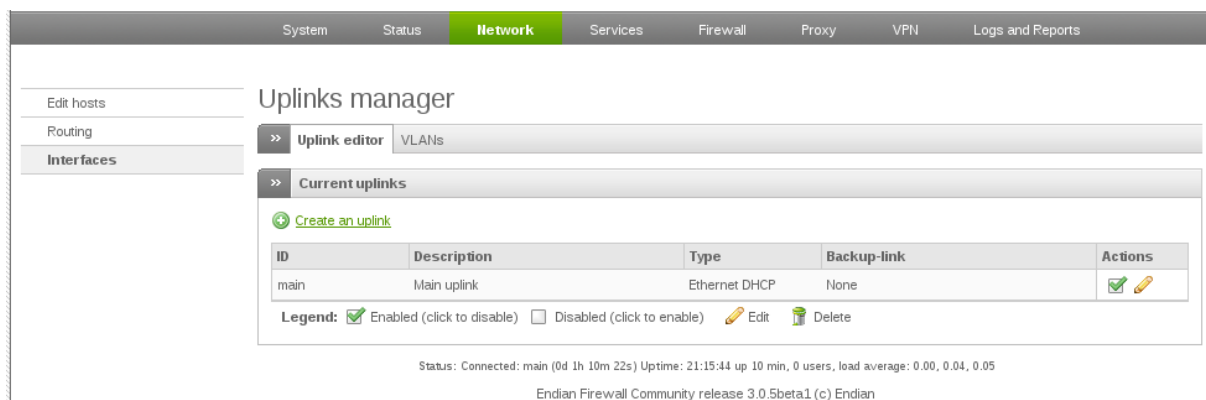 System Status Network Services Firewall Proxy VPN Logs and Reports
Edit hosts
Routing
Interfaces
Uplinks manager
>> Uplink editor VLANs
>> Current uplinks
Create an uplink
ID Description Type Backup-link Actions
main Main uplink Ethernet DHCP None
Legend: Enabled (click to disable) Disabled (click to enable) Edit Delete
Status: Connected: main (0d 1h 10m 22s) Uptime: 21:15:44 up 10 min, 0 users, load average: 0.00, 0.04, 0.05
Endian Firewall Community release 3.0.5beta1 (c) Endian